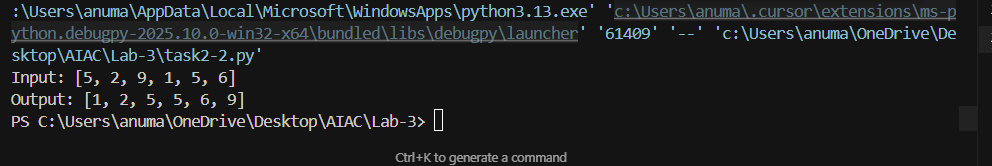 :\Users\anuma\AppData\Local\Microsoft\WindowsApps\python3.13.exe' 'c:\Users\anuma\.cursor\extensions\ms-p
ython.debugpy-2025.10.0-win32-x64\bundled\libs\debugpy\launcher' '61409' '--' 'c:\Users\anuma\OneDrive\De
sktop\AIAC\Lab-3\task2-2.py'
Input: [5, 2, 9, 1, 5, 6]
Output: [1, 2, 5, 5, 6, 9]
PS C:\Users\anuma\OneDrive\Desktop\AIAC\Lab-3>
Ctrl+K to generate a command